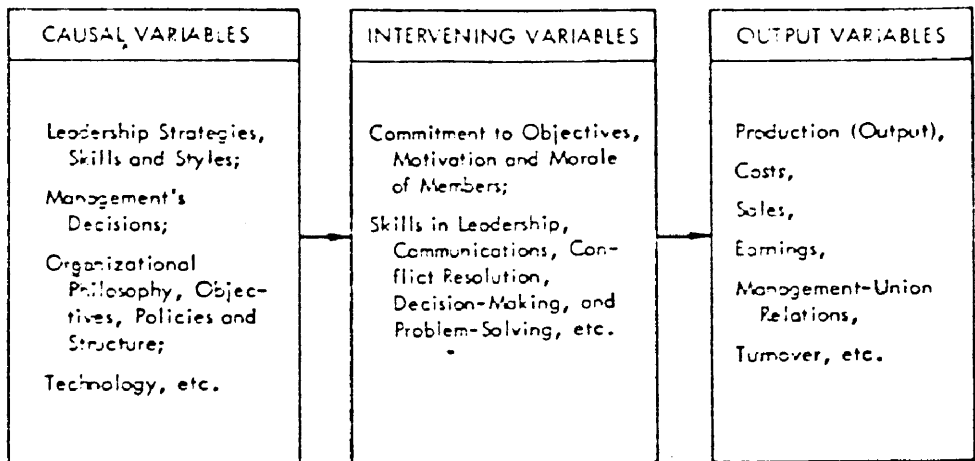 CAUSAL VARIABLES
Leadership Strategies,
Skills and Styles;
Management's
Decisions;
Organizational
Philosophy, Objec-
tives, Policies and
Structure;
Technology, etc.
INTERVENING VARIABLES
Commitment to Objectives,
Motivation and Morale
of Members;
Skills in Leadership,
Communications, Con-
flict Resolution,
Decision-Making, and
Problem-Solving, etc.
OUTPUT VARIABLES
Production (Output),
Costs,
Sales,
Earnings,
Management-Union
Relations,
Turnover, etc.